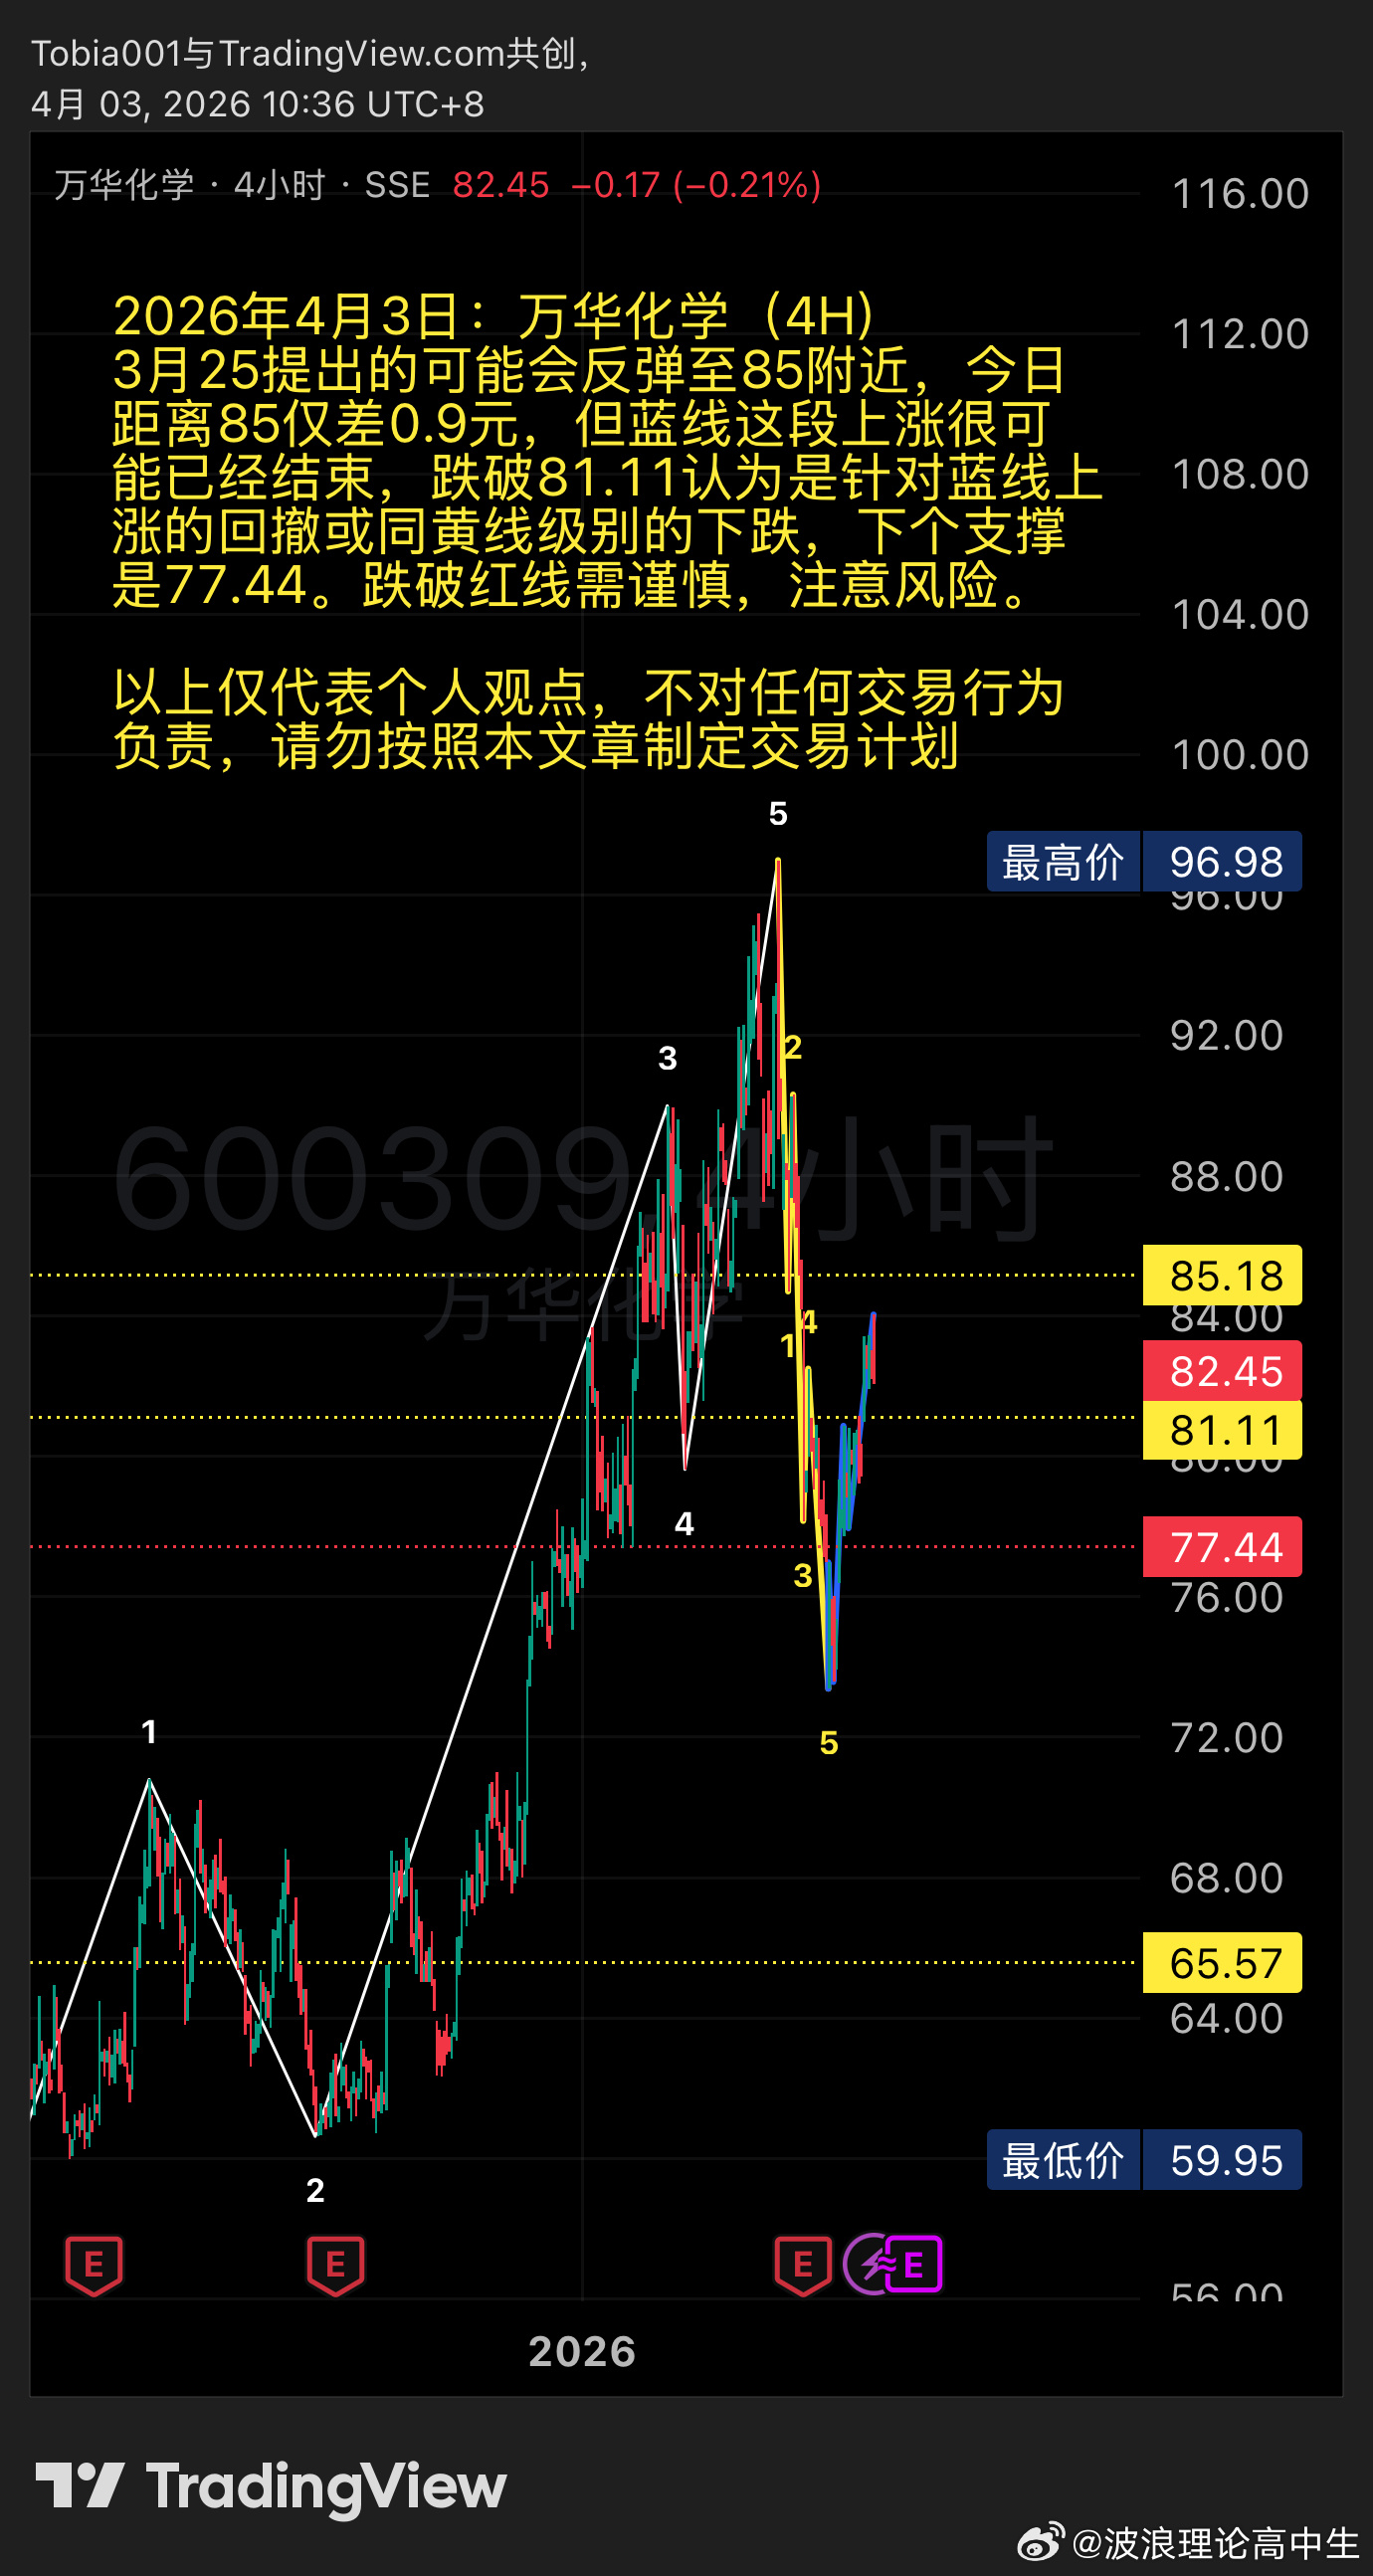 Tobia001与TradingView.com共创，
4月 03, 2026 10:36 UTC+8
万华化学 · 4小时 · SSE 82.45 −0.17 (−0.21%)
116.00
2026年4月3日：万华化学（4H）
112.00
3月25提出的可能会反弹至85附近，今日
距离85仅差0.9元，但蓝线这段上涨很可
能已经结束，跌破81.11认为是针对蓝线上
108.00
涨的回撤或同黄线级别的下跌，下个支撑
是77.44。跌破红线需谨慎，注意风险。
104.00
以上仅代表个人观点，不对任何交易行为
负责，请勿按照本文章制定交易计划
100.00
5
最高价 96.98
96.00
92.00
2
3
600309, 4小时
88.00
万华化学
85.18
84.00
4
1
82.45
81.11
80.00
4
77.44
3
76.00
1
5
72.00
68.00
65.57
64.00
最低价 59.95
2
E
E
E
E
56.00
2026
TradingView
@波浪理论高中生